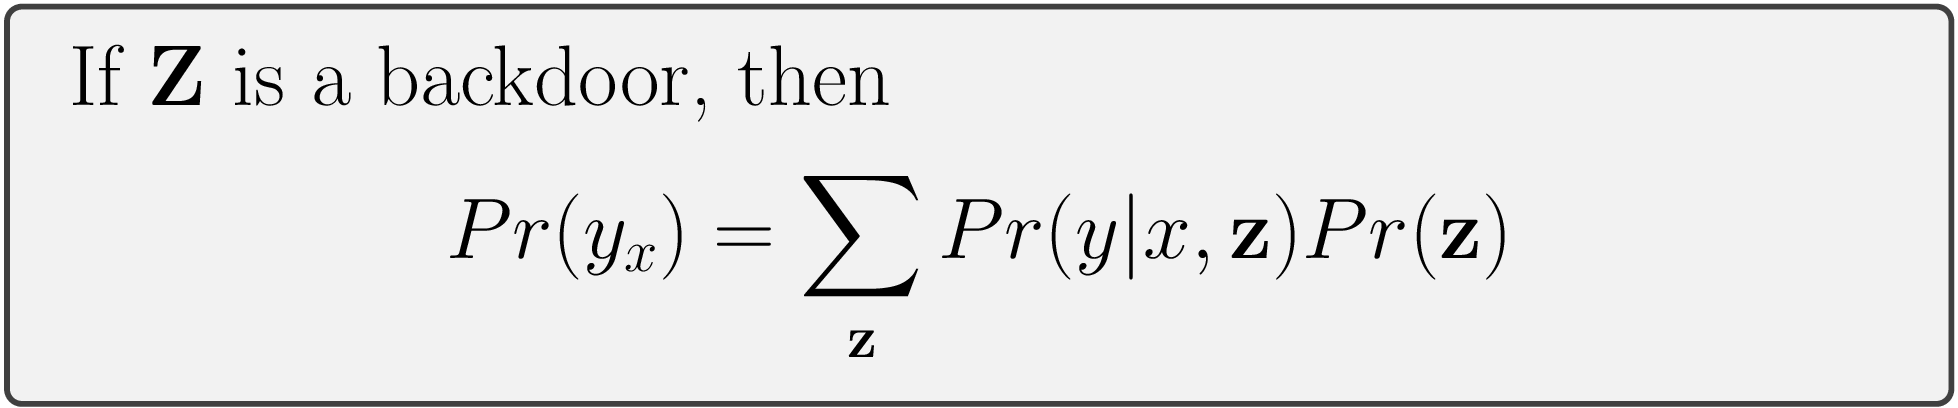 If Z is a backdoor, then
Pr(y_x) = ∑_z Pr(y|x, z)Pr(z)